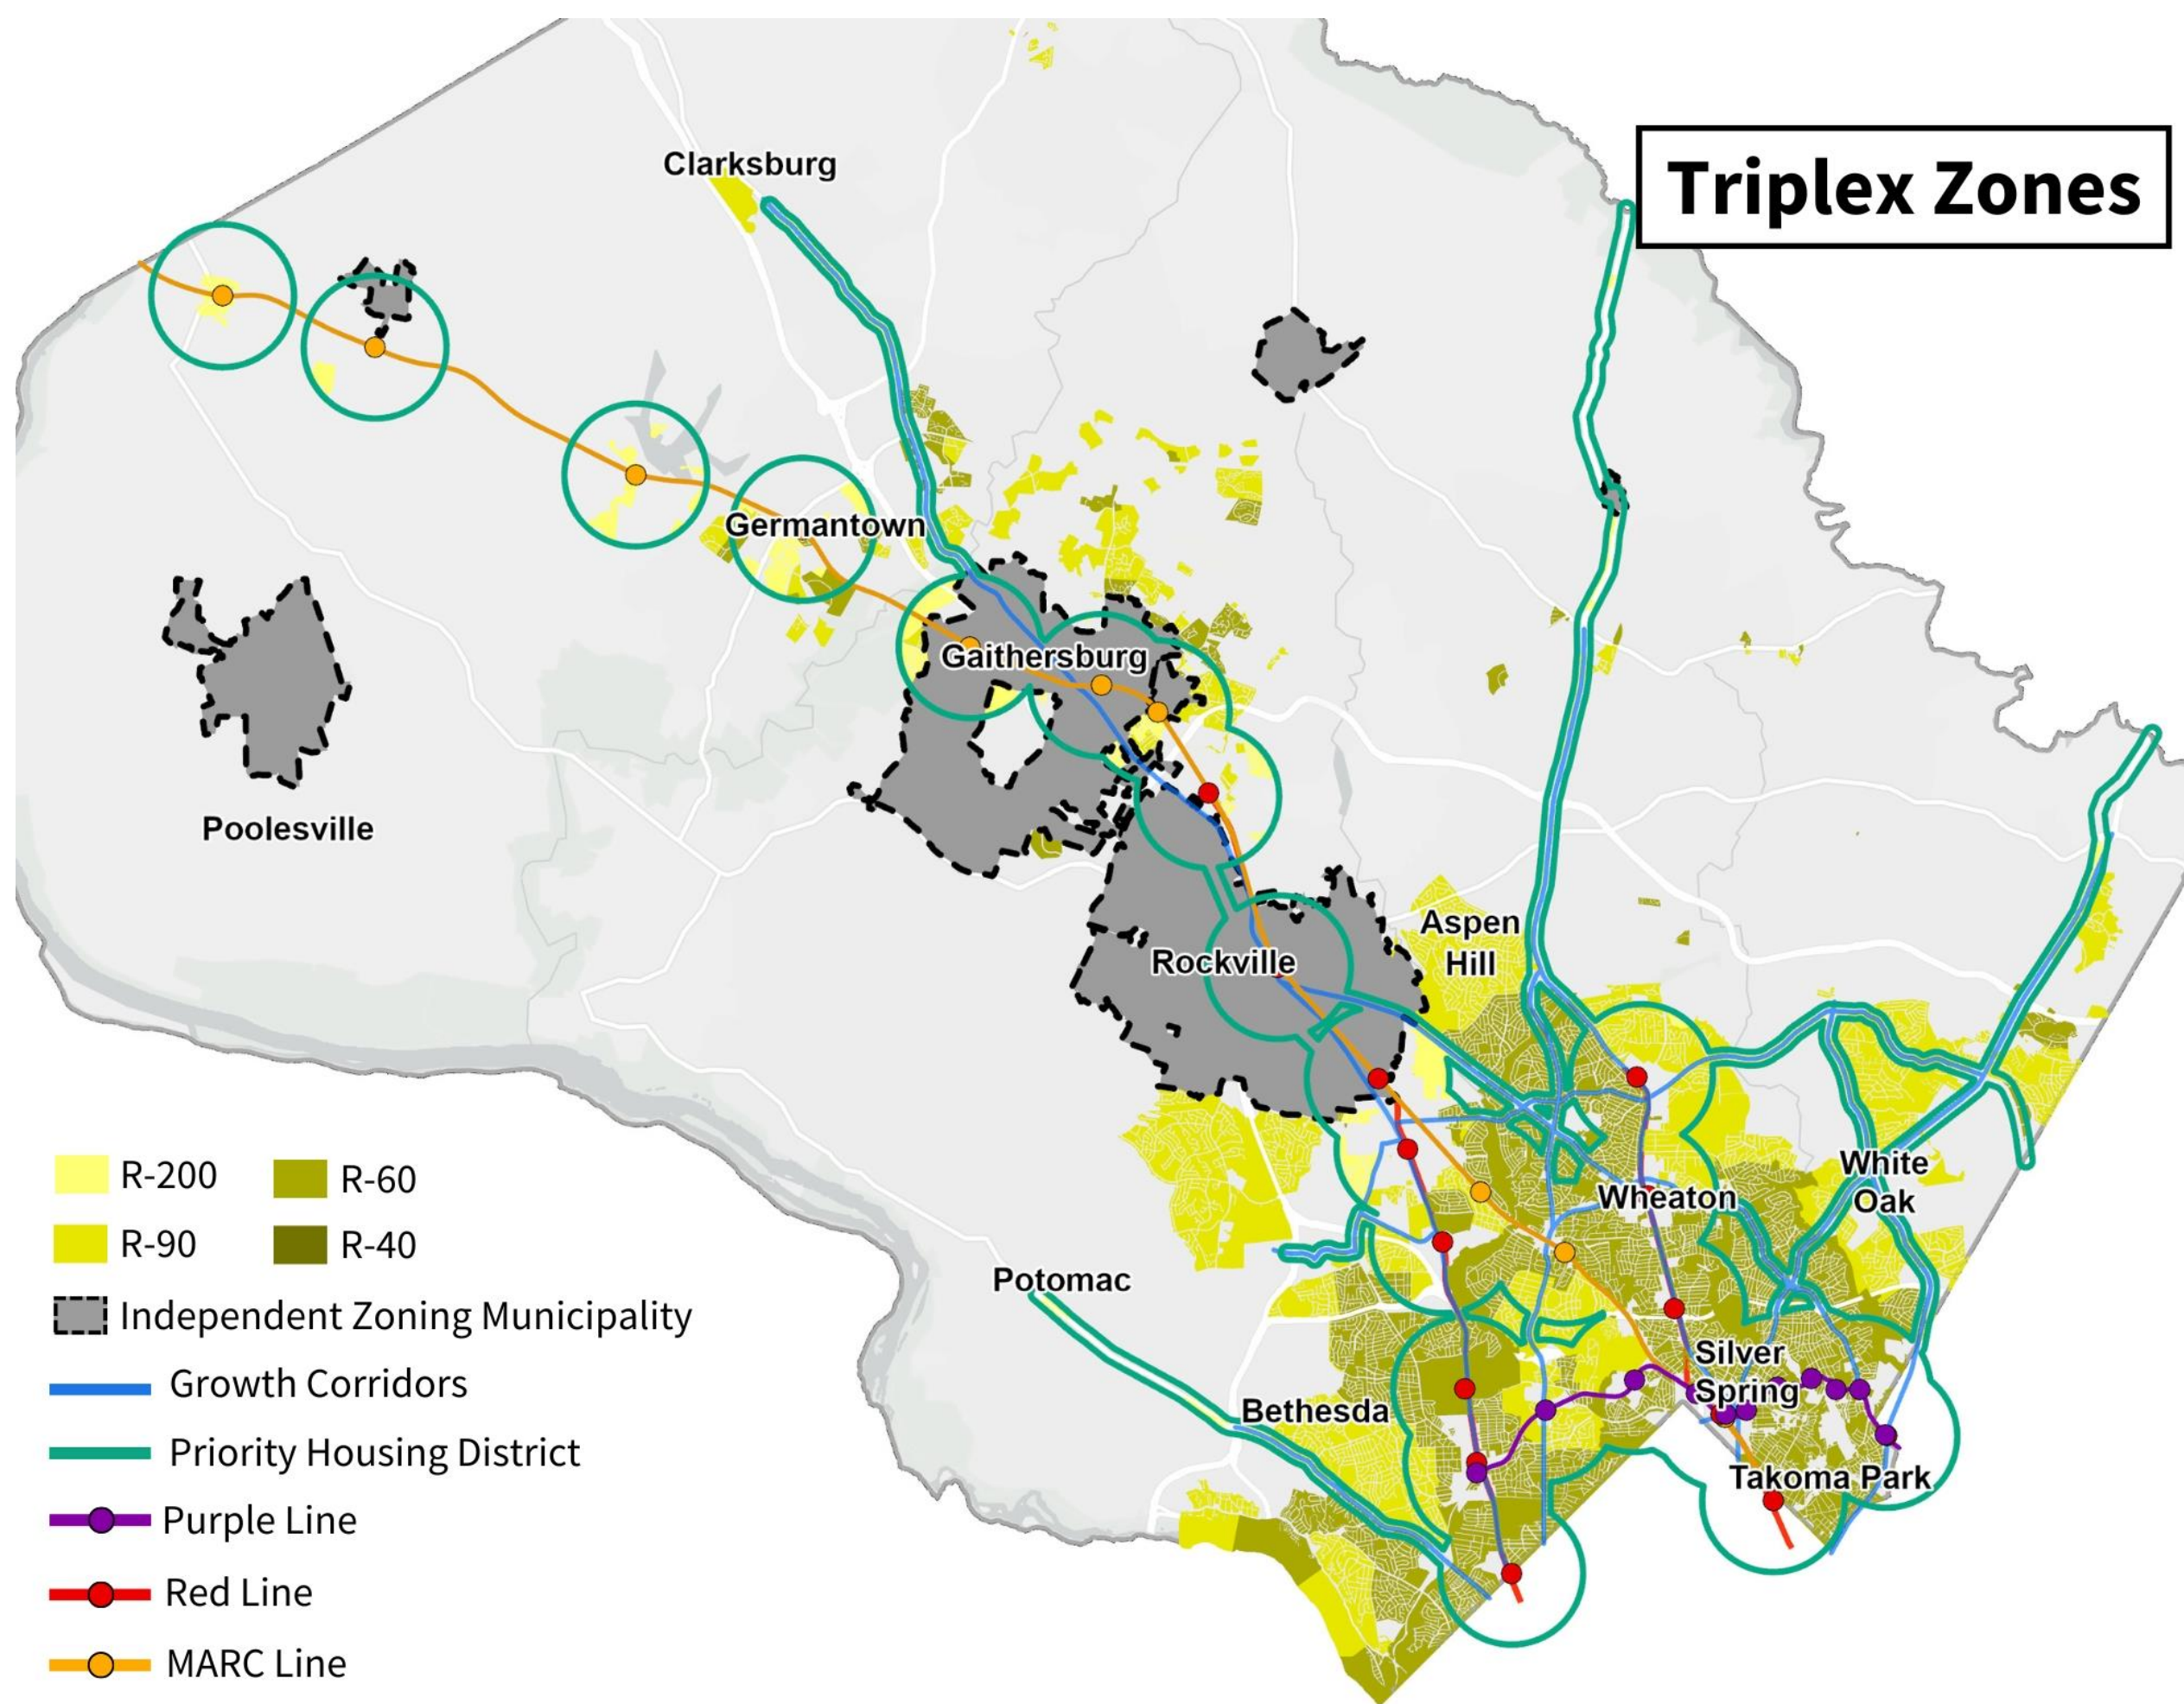 Triplex Zones
Clarksburg
Germantown
Gaithersburg
Poolesville
Aspen
Hill
Rockville
White
Oak
Wheaton
Potomac
Silver
Spring
Bethesda
Takoma Park
R-200
R-60
R-90
R-40
Independent Zoning Municipality
Growth Corridors
Priority Housing District
Purple Line
Red Line
MARC Line